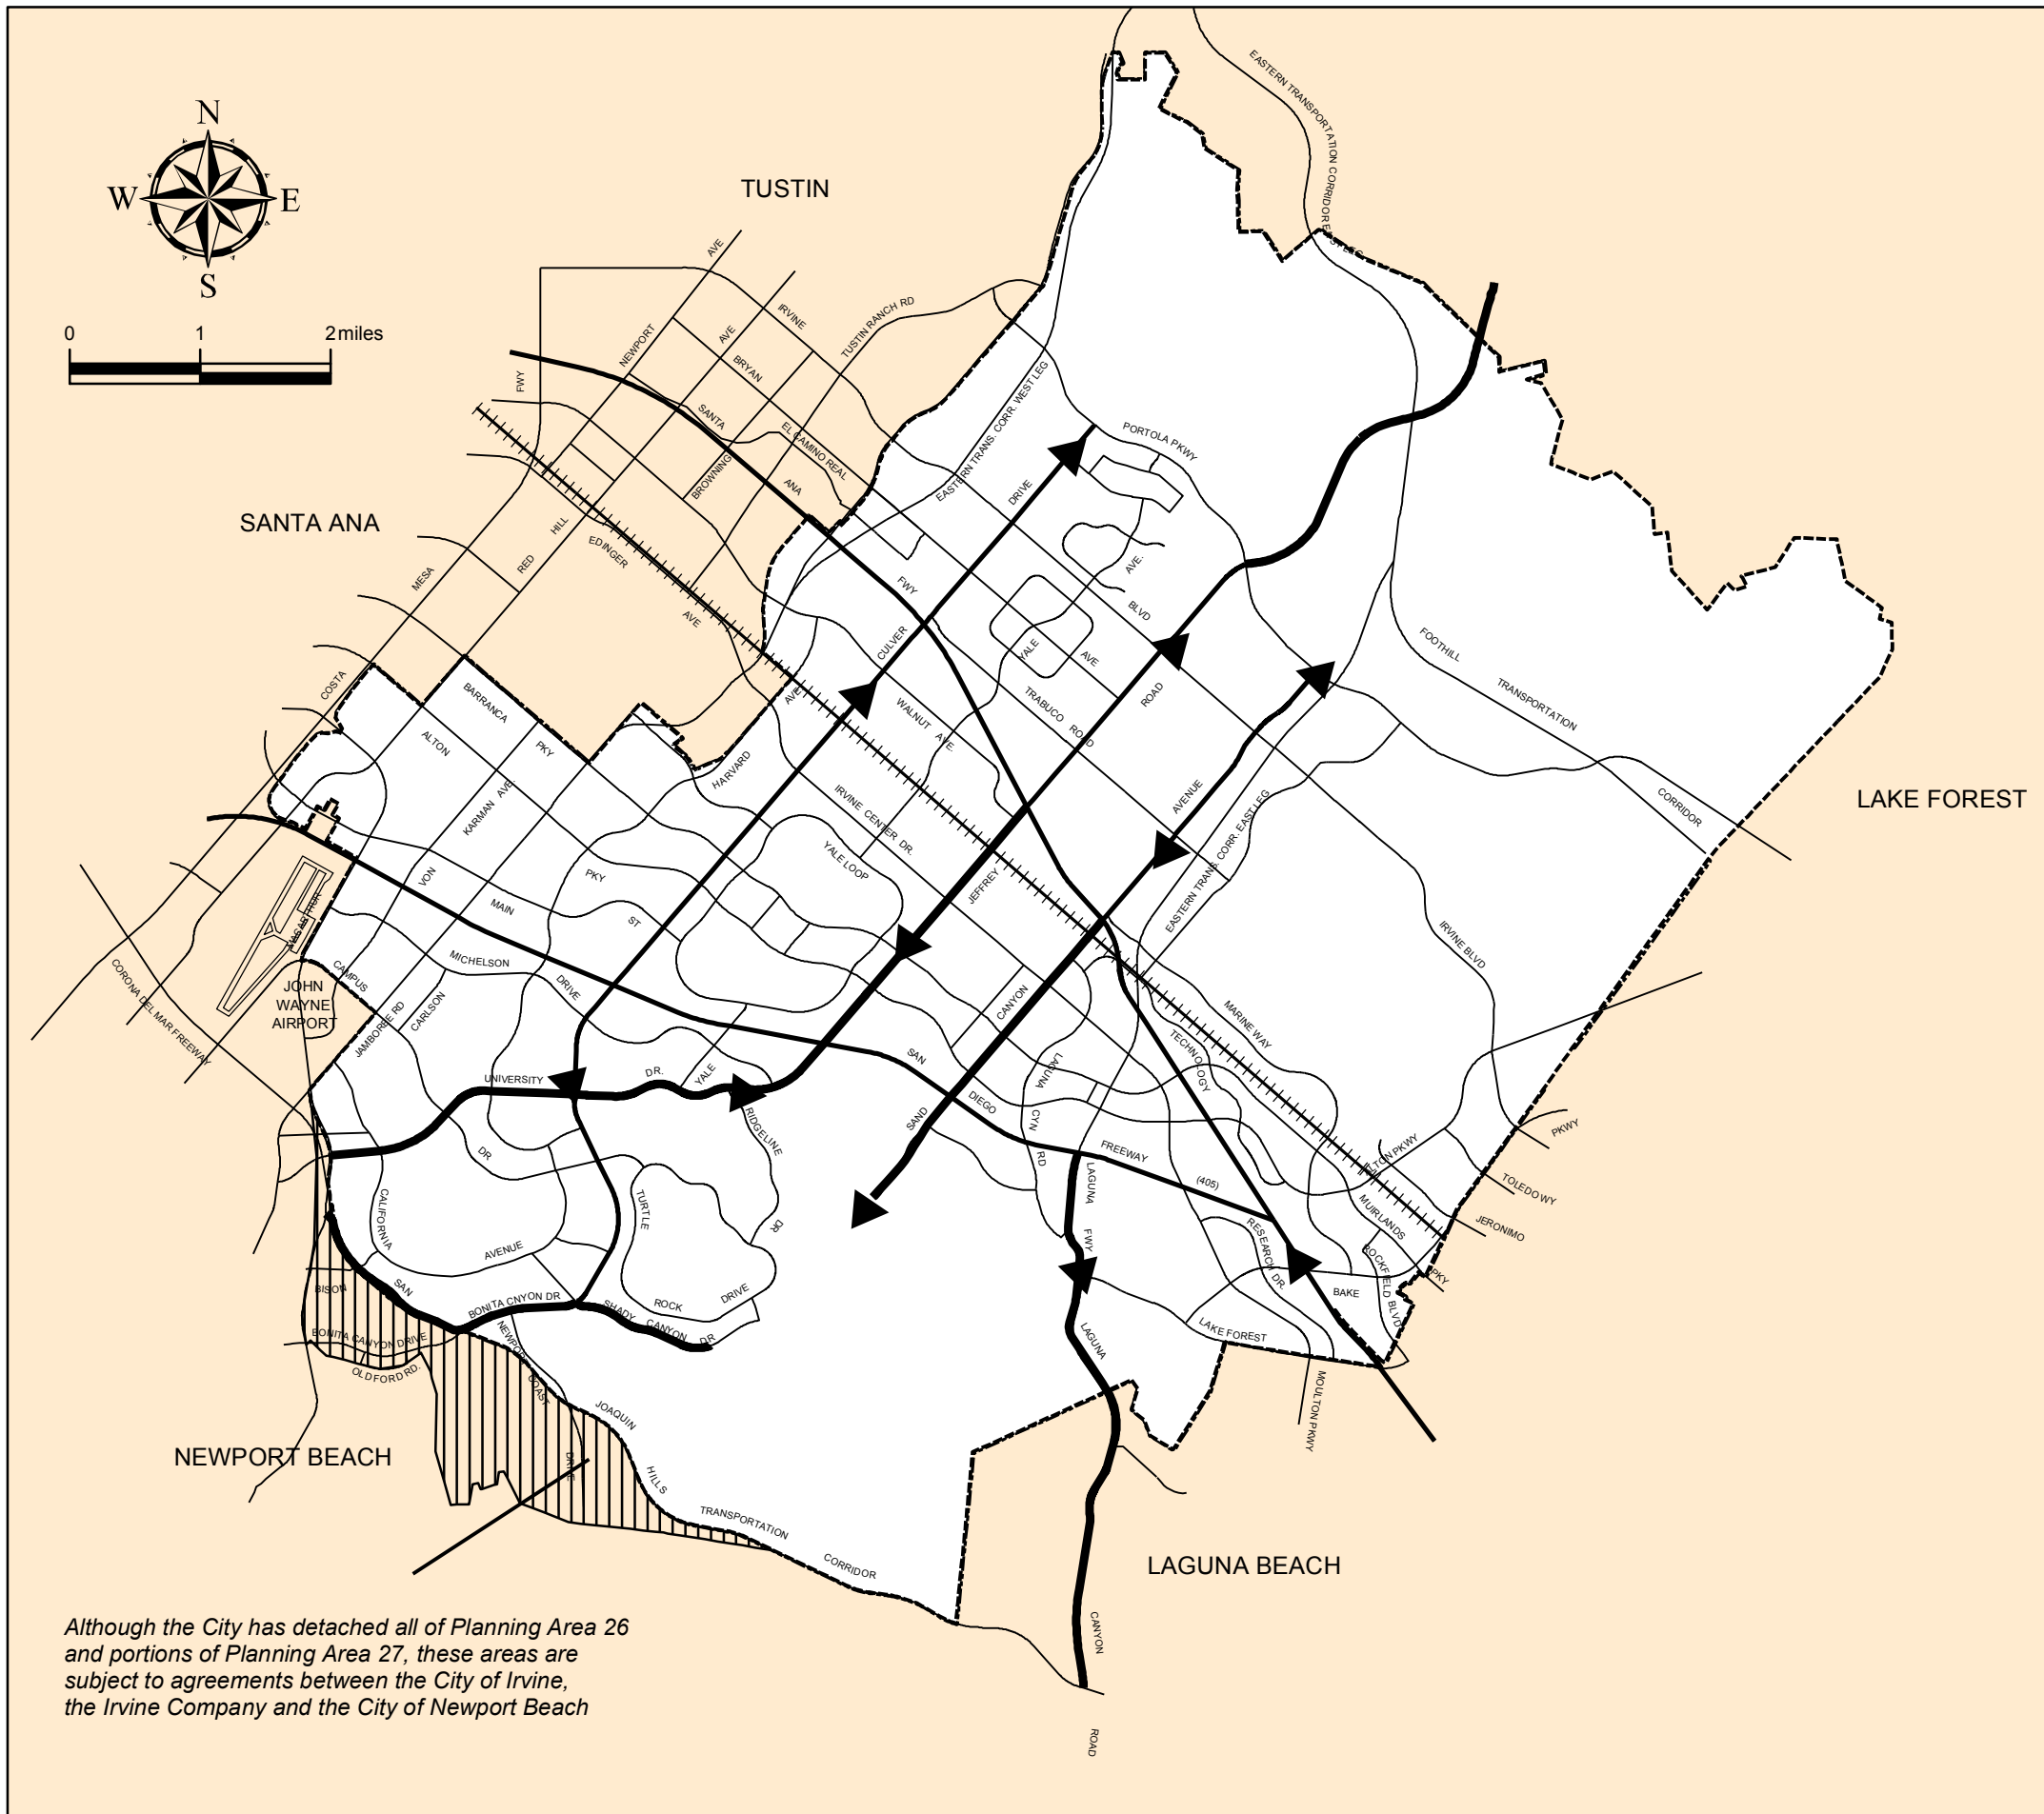 N
W
E
S
0
1
2 miles
TUSTIN
SANTA ANA
LAKE FOREST
NEWPORT BEACH
LAGUNA BEACH
JOHN
WAYNE
AIRPORT
EASTERN TRANSPORTATION CORRIDOR EAST LEG
NEWPORT
AVE
IRVINE
AVE
BRYAN
TUSTIN RANCH RD
FWY
SANTA
EL CAMINO REAL
BROWNING
ANA
FWY
EASTERN TRANS. CORR. WEST LEG
PORTOLA PKWY
DRIVE
CULVER
RED
HILL
EDINGER
AVE
MESA
COSTA
BARRANCA
PKY
ALTON
VON
KARMAN AVE.
MAIN
ST
PKY
HARVARD
AVE
WALNUT AVE
IRVINE CENTER DR.
YALE LOOP
YALE
AVE.
BLVD
AVE
TRABUCO ROAD
ROAD
JEFFREY
AVENUE
EASTERN TRANS. CORR. EAST LEG
FOOTHILL
TRANSPORTATION
CORRIDOR
IRVINE BLVD
MARINE WAY
TECHNOLOGY
CANYON
SAND
LAGUNA
CYN
RD
SAN
DIEGO
FREEWAY
(405)
MACARTHUR
CORONA DEL MAR FREEWAY
CAMPUS
DR
JAMBOREE RD
CARLSON
MICHELSON
DRIVE
UNIVERSITY
DR.
YALE
RIDGELINE
DR
TURTLE
ROCK
DRIVE
CALIFORNIA
AVENUE
BISON
SAN
BONITA CNYON DR
SHADY
CANYON
DR
BONITA CANYON DRIVE
OLD FORD RD.
NEWPORT
COAST
DRIVE
JOAQUIN
HILLS
TRANSPORTATION
CORRIDOR
LAGUNA
FWY
LAGUNA
CANYON
ROAD
LAKE FOREST
MOULTON PKWY
RESEARCH DR.
BAKE
PKY
ROCKFIELD BLVD
MUIRLANDS
ALTON PKWY
PKWY
TOLEDO WY
JERONIMO
Although the City has detached all of Planning Area 26
and portions of Planning Area 27, these areas are
subject to agreements between the City of Irvine,
the Irvine Company and the City of Newport Beach